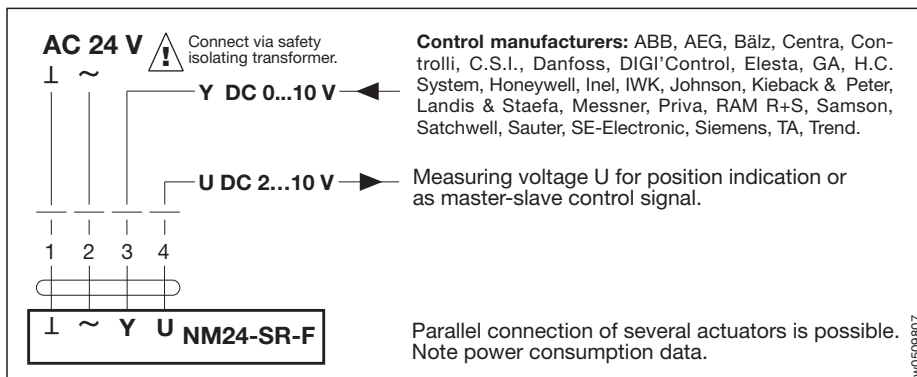 AC 24 V
⊥ ~
Connect via safety
isolating transformer.
Y DC 0...10 V
Control manufacturers: ABB, AEG, Bälz, Centra, Con-
trolli, C.S.I., Danfoss, DIGI'Control, Elesta, GA, H.C.
System, Honeywell, Inel, IWK, Johnson, Kieback & Peter,
Landis & Staefa, Messner, Priva, RAM R+S, Samson,
Satchwell, Sauter, SE-Electronic, Siemens, TA, Trend.
U DC 2...10 V
Measuring voltage U for position indication or
as master-slave control signal.
1 2 3 4
⊥ ~ Y U NM24-SR-F
Parallel connection of several actuators is possible.
Note power consumption data.
w0509807